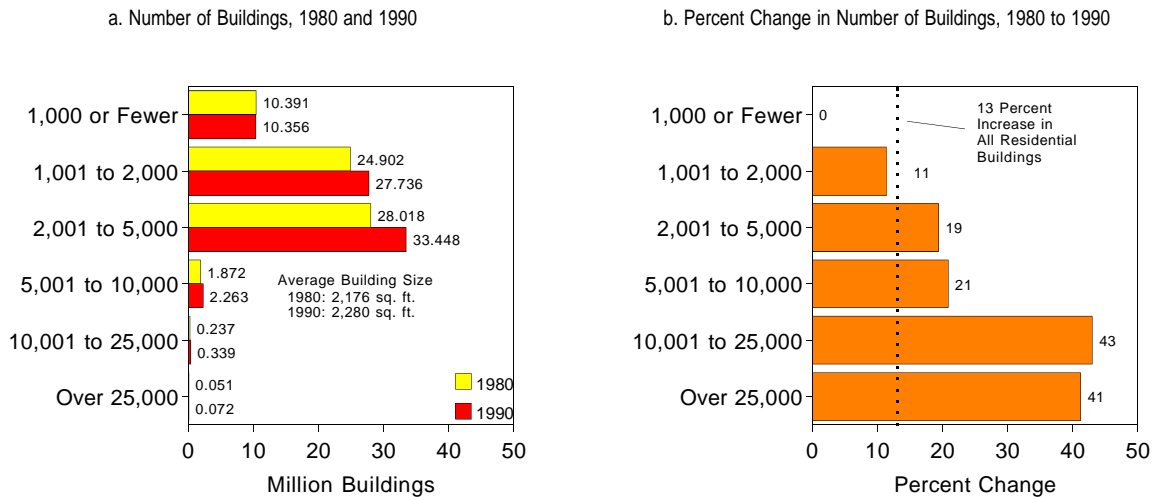 a. Number of Buildings, 1980 and 1990
1,000 or Fewer
10.391
10.356
1,001 to 2,000
24.902
27.736
2,001 to 5,000
28.018
33.448
5,001 to 10,000
1.872
2.263
Average Building Size
1980: 2,176 sq. ft.
1990: 2,280 sq. ft.
10,001 to 25,000
0.237
0.339
Over 25,000
0.051
0.072
1980
1990
0 10 20 30 40 50
Million Buildings
b. Percent Change in Number of Buildings, 1980 to 1990
1,000 or Fewer
0
13 Percent
Increase in
All Residential
Buildings
1,001 to 2,000
11
2,001 to 5,000
19
5,001 to 10,000
21
10,001 to 25,000
43
Over 25,000
41
0 10 20 30 40 50
Percent Change